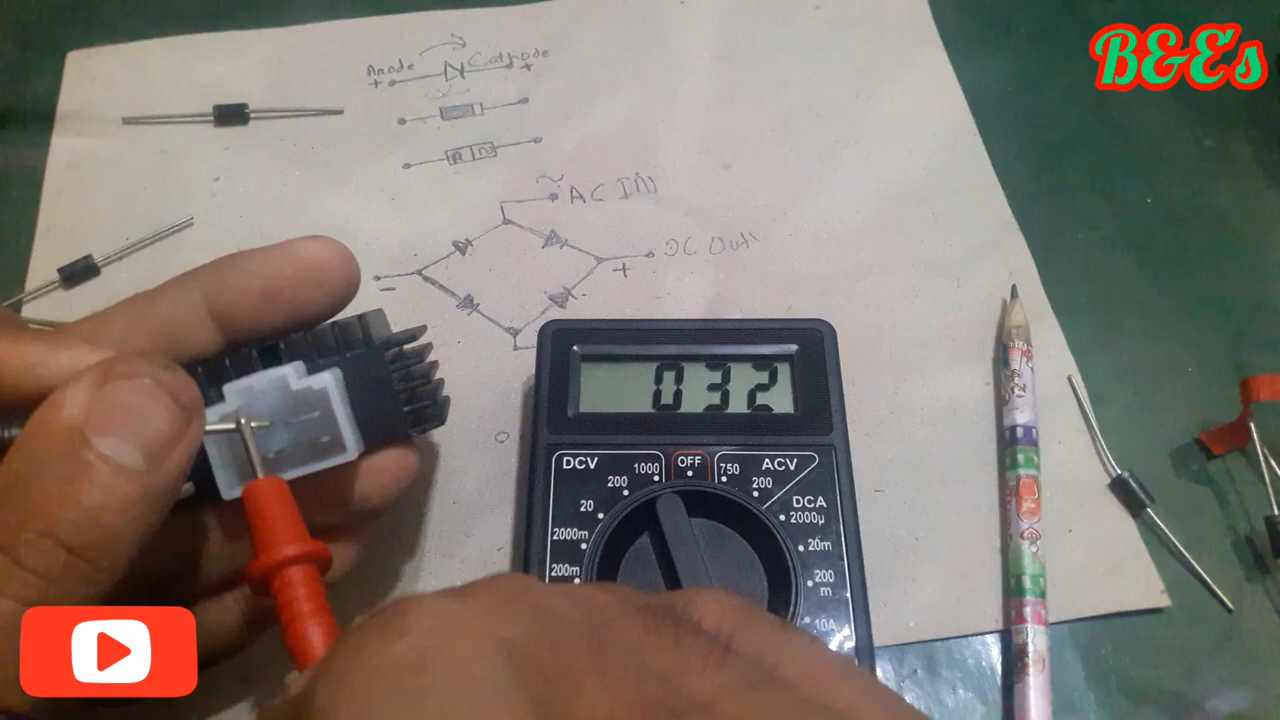 B&Es
Anode Cathode
+ +
P N
~ AC IN
DC Out
- +
032
DCV 1000 OFF 750 ACV
200 200
20 DCA
2000µ
2000m 20m
200m 200
m
10A